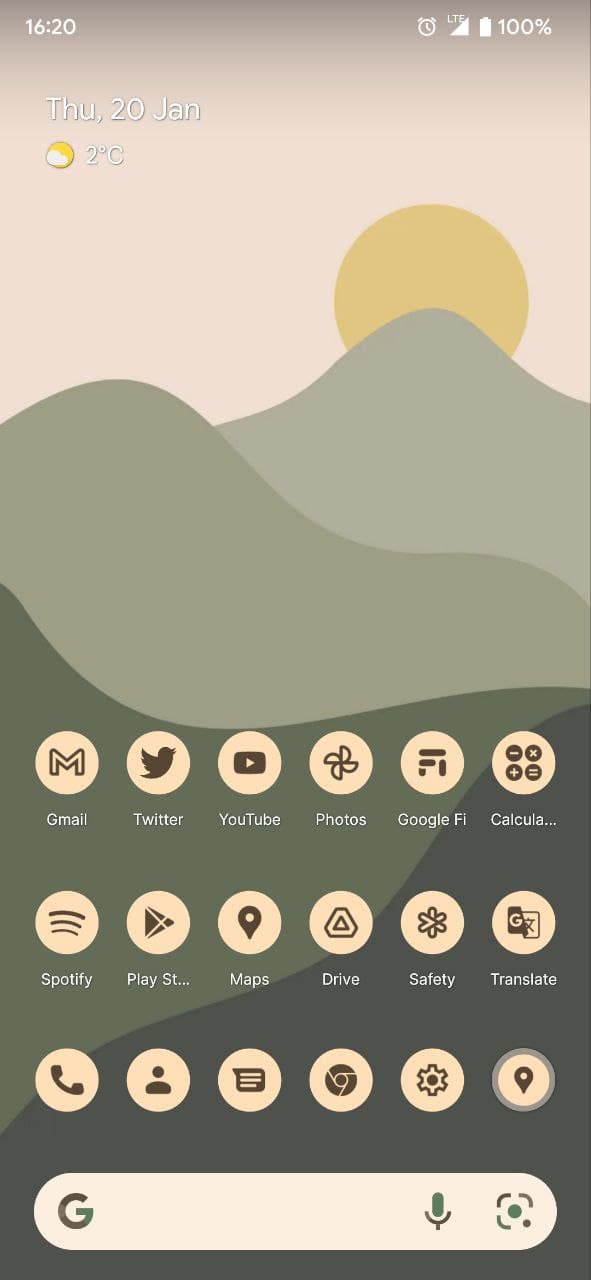 16:20 LTE 100%
Thu, 20 Jan
2°C
Gmail Twitter YouTube Photos Google Fi Calcula...
Spotify Play St... Maps Drive Safety Translate